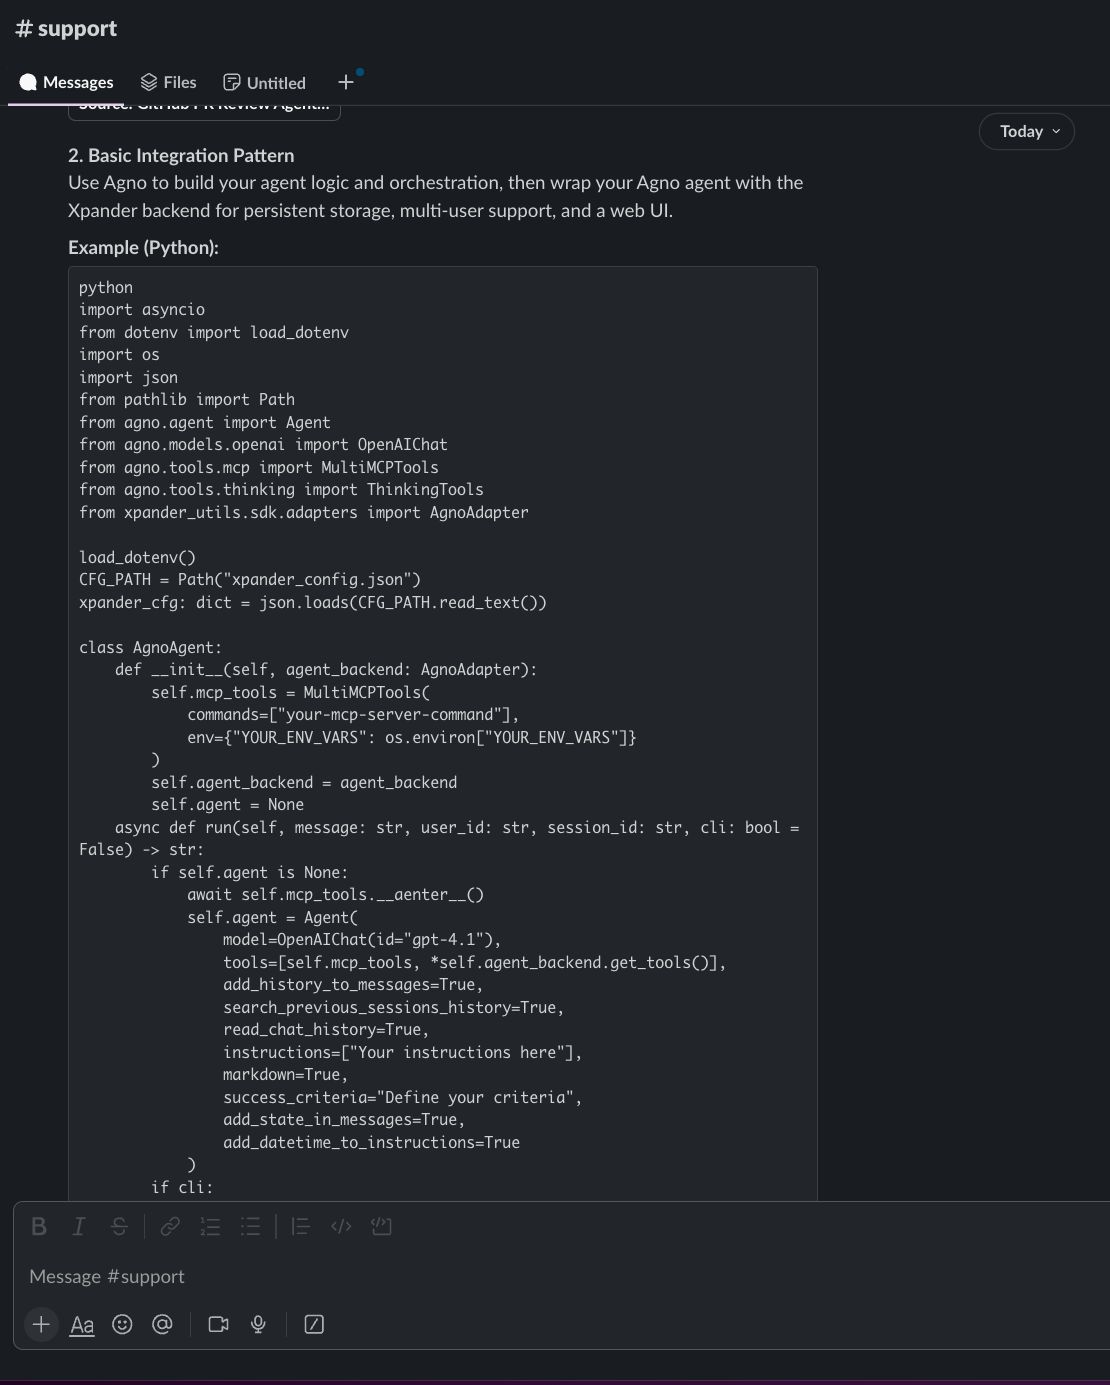 # support
Messages
Files
Untitled
Source: GitHub PR Review Agent...
Today
2. Basic Integration Pattern
Use Agno to build your agent logic and orchestration, then wrap your Agno agent with the
Xpander backend for persistent storage, multi-user support, and a web UI.
Example (Python):
python
import asyncio
from dotenv import load_dotenv
import os
import json
from pathlib import Path
from agno.agent import Agent
from agno.models.openai import OpenAIChat
from agno.tools.mcp import MultiMCPTools
from agno.tools.thinking import ThinkingTools
from xpander_utils.sdk.adapters import AgnoAdapter

load_dotenv()
CFG_PATH = Path("xpander_config.json")
xpander_cfg: dict = json.loads(CFG_PATH.read_text())

class AgnoAgent:
    def __init__(self, agent_backend: AgnoAdapter):
        self.mcp_tools = MultiMCPTools(
            commands=["your-mcp-server-command"],
            env={"YOUR_ENV_VARS": os.environ["YOUR_ENV_VARS"]}
        )
        self.agent_backend = agent_backend
        self.agent = None
    async def run(self, message: str, user_id: str, session_id: str, cli: bool =
False) -> str:
        if self.agent is None:
            await self.mcp_tools.__aenter__()
            self.agent = Agent(
                model=OpenAIChat(id="gpt-4.1"),
                tools=[self.mcp_tools, *self.agent_backend.get_tools()],
                add_history_to_messages=True,
                search_previous_sessions_history=True,
                read_chat_history=True,
                instructions=["Your instructions here"],
                markdown=True,
                success_criteria="Define your criteria",
                add_state_in_messages=True,
                add_datetime_to_instructions=True
            )
        if cli:
Message #support
Aa